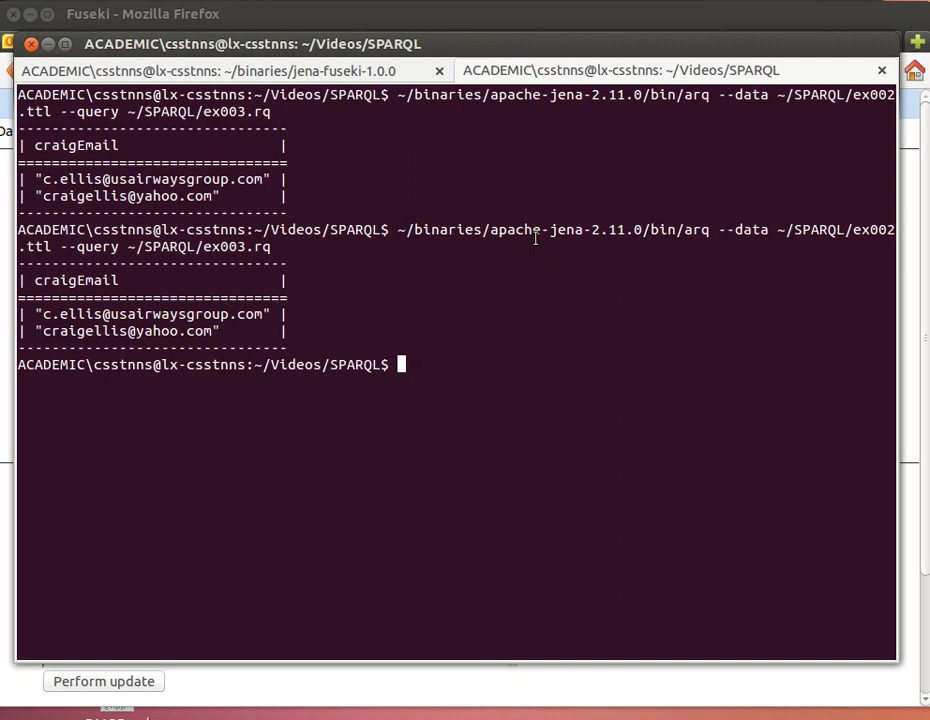 Fuseki - Mozilla Firefox
ACADEMIC\csstnns@lx-csstnns: ~/Videos/SPARQL
ACADEMIC\csstnns@lx-csstnns: ~/binaries/jena-fuseki-1.0.0
ACADEMIC\csstnns@lx-csstnns: ~/Videos/SPARQL
ACADEMIC\csstnns@lx-csstnns:~/Videos/SPARQL$ ~/binaries/apache-jena-2.11.0/bin/arq --data ~/SPARQL/ex002
.ttl --query ~/SPARQL/ex003.rq
--------------------------------
| craigEmail                   |
================================
| "c.ellis@usairwaysgroup.com" |
| "craigellis@yahoo.com"       |
--------------------------------
ACADEMIC\csstnns@lx-csstnns:~/Videos/SPARQL$ ~/binaries/apache-jena-2.11.0/bin/arq --data ~/SPARQL/ex002
.ttl --query ~/SPARQL/ex003.rq
--------------------------------
| craigEmail                   |
================================
| "c.ellis@usairwaysgroup.com" |
| "craigellis@yahoo.com"       |
--------------------------------
ACADEMIC\csstnns@lx-csstnns:~/Videos/SPARQL$
Perform update